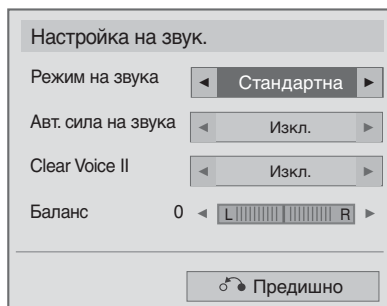 Настройка на звук.
Режим на звука ◄ Стандартна ►
Авт. сила на звука ◄ Изкл. ►
Clear Voice II ◄ Изкл. ►
Баланс 0 ◄ L R ►
Предишно